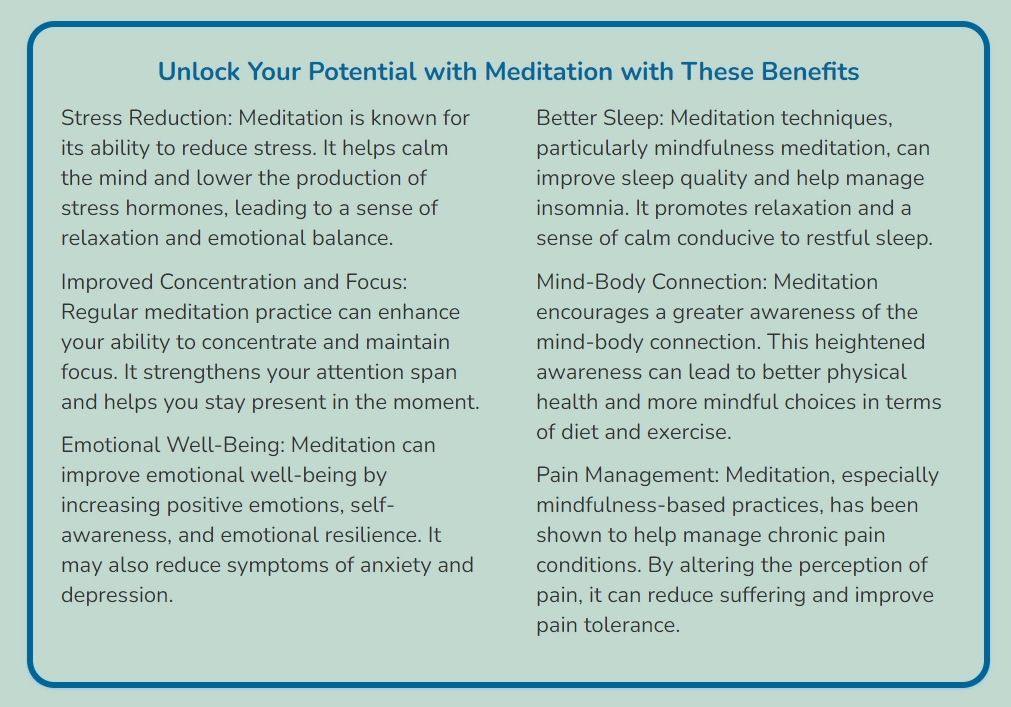 Unlock Your Potential with Meditation with These Benefits
Stress Reduction: Meditation is known for
its ability to reduce stress. It helps calm
the mind and lower the production of
stress hormones, leading to a sense of
relaxation and emotional balance.
Improved Concentration and Focus:
Regular meditation practice can enhance
your ability to concentrate and maintain
focus. It strengthens your attention span
and helps you stay present in the moment.
Emotional Well-Being: Meditation can
improve emotional well-being by
increasing positive emotions, self-
awareness, and emotional resilience. It
may also reduce symptoms of anxiety and
depression.
Better Sleep: Meditation techniques,
particularly mindfulness meditation, can
improve sleep quality and help manage
insomnia. It promotes relaxation and a
sense of calm conducive to restful sleep.
Mind-Body Connection: Meditation
encourages a greater awareness of the
mind-body connection. This heightened
awareness can lead to better physical
health and more mindful choices in terms
of diet and exercise.
Pain Management: Meditation, especially
mindfulness-based practices, has been
shown to help manage chronic pain
conditions. By altering the perception of
pain, it can reduce suffering and improve
pain tolerance.